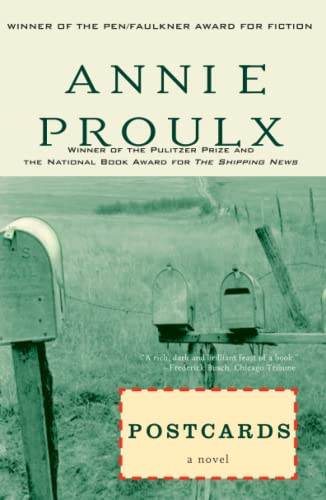 WINNER OF THE PEN/FAULKNER AWARD FOR FICTION
ANNIE
PROULX
WINNER OF THE PULITZER PRIZE AND
THE NATIONAL BOOK AWARD FOR THE SHIPPING NEWS
"A rich, dark and brilliant feast of a book."
—Frederick Busch, Chicago Tribune
POSTCARDS
a novel